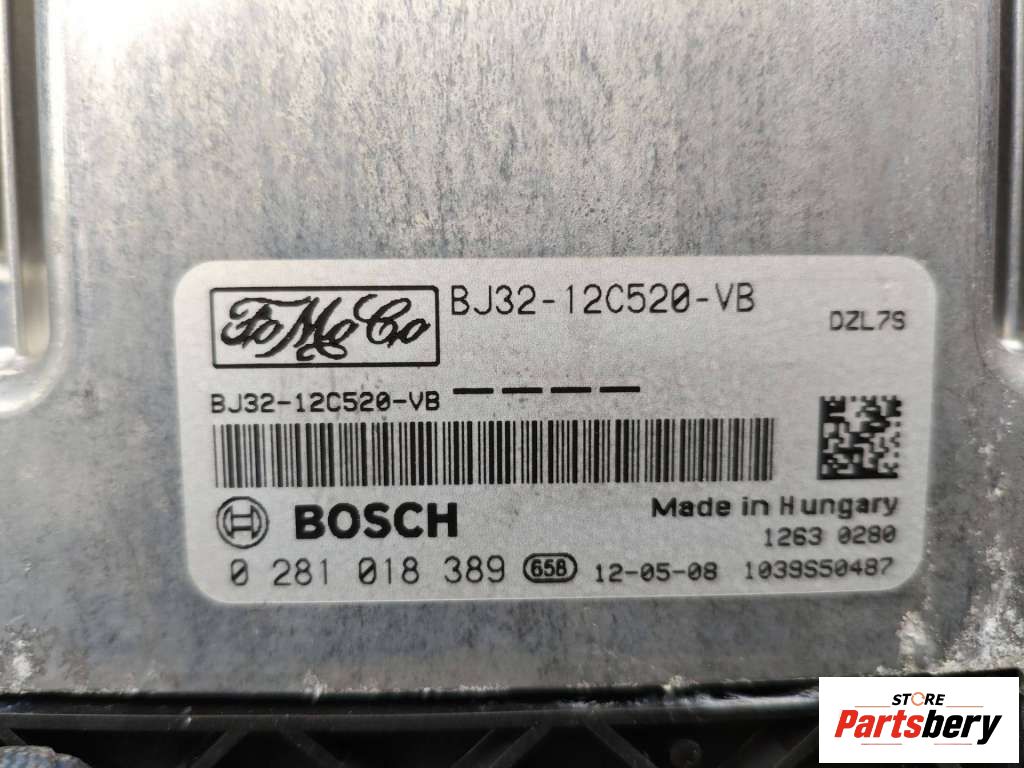 FoMoCo
BJ32-12C520-VB
DZL7S
BJ32-12C520-VB
BOSCH
Made in Hungary
1263 0280
0 281 018 389 658 12-05-08 1039S50487
STORE
Partsbery